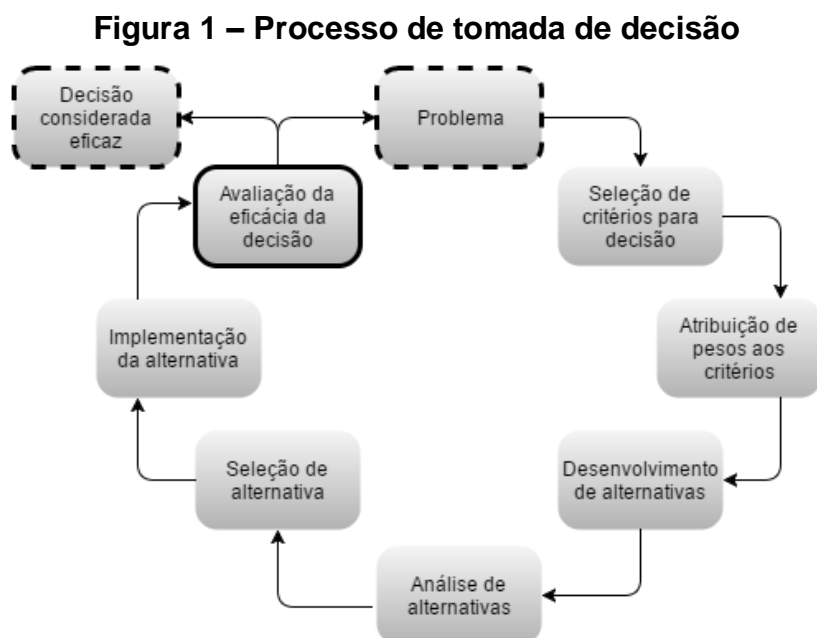 Figura 1 – Processo de tomada de decisão
Decisão
considerada
eficaz
Problema
Avaliação da
eficácia da
decisão
Seleção de
critérios para
decisão
Implementação
da alternativa
Atribuição de
pesos aos
critérios
Seleção de
alternativa
Desenvolvimento
de alternativas
Análise de
alternativas